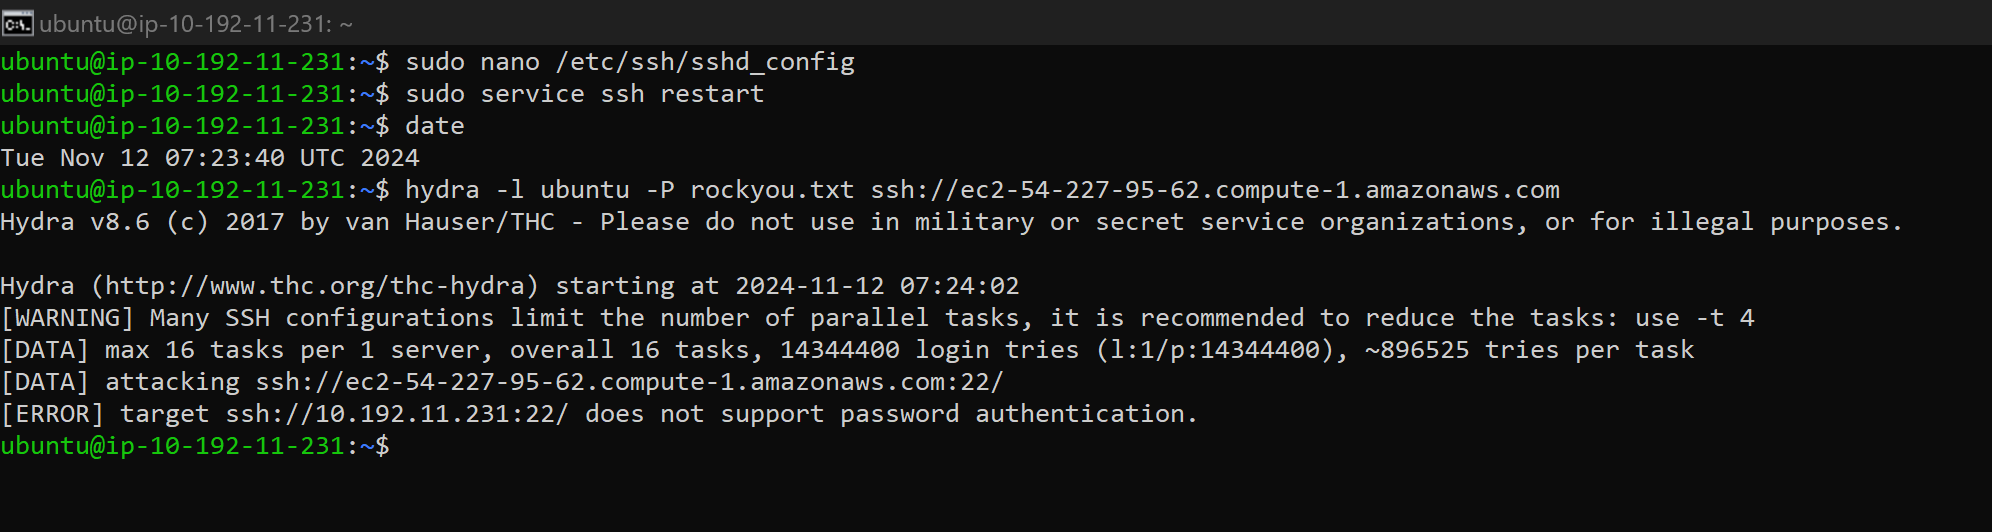 ubuntu@ip-10-192-11-231: ~
ubuntu@ip-10-192-11-231:~$ sudo nano /etc/ssh/sshd_config
ubuntu@ip-10-192-11-231:~$ sudo service ssh restart
ubuntu@ip-10-192-11-231:~$ date
Tue Nov 12 07:23:40 UTC 2024
ubuntu@ip-10-192-11-231:~$ hydra -l ubuntu -P rockyou.txt ssh://ec2-54-227-95-62.compute-1.amazonaws.com
Hydra v8.6 (c) 2017 by van Hauser/THC - Please do not use in military or secret service organizations, or for illegal purposes.

Hydra (http://www.thc.org/thc-hydra) starting at 2024-11-12 07:24:02
[WARNING] Many SSH configurations limit the number of parallel tasks, it is recommended to reduce the tasks: use -t 4
[DATA] max 16 tasks per 1 server, overall 16 tasks, 14344400 login tries (l:1/p:14344400), ~896525 tries per task
[DATA] attacking ssh://ec2-54-227-95-62.compute-1.amazonaws.com:22/
[ERROR] target ssh://10.192.11.231:22/ does not support password authentication.
ubuntu@ip-10-192-11-231:~$